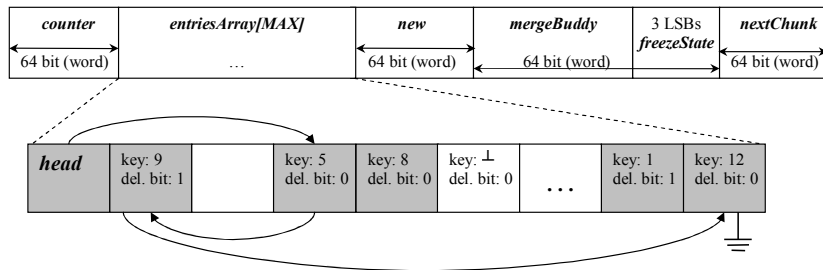 counter
entriesArray[MAX]
new
mergeBuddy
3 LSBs
freezeState
nextChunk
64 bit (word)
…
64 bit (word)
64 bit (word)
64 bit (word)
head
key: 9
del. bit: 1
key: 5
del. bit: 0
key: 8
del. bit: 0
key: ⊥
del. bit: 0
...
key: 1
del. bit: 1
key: 12
del. bit: 0